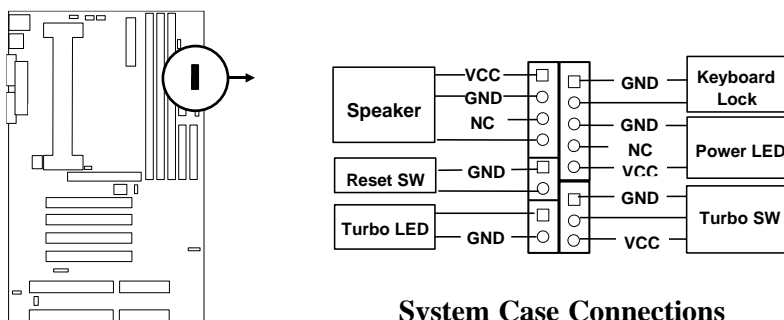 VCC
GND
NC
Speaker
GND
Reset SW
Turbo LED
GND
GND
Keyboard
Lock
GND
NC
VCC
Power LED
GND
Turbo SW
VCC
System Case Connections